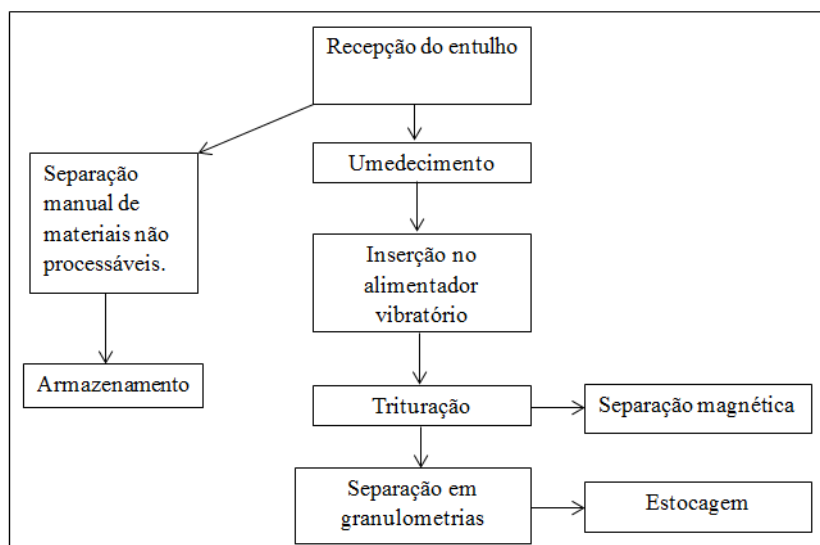 Recepção do entulho
Umedecimento
Separação
manual de
materiais não
processáveis.
Inserção no
alimentador
vibratório
Armazenamento
Trituração
Separação magnética
Separação em
granulometrias
Estocagem